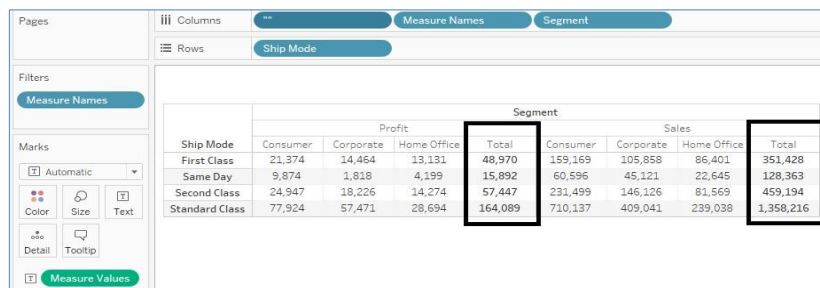 Pages
iii Columns "" Measure Names Segment
Rows Ship Mode
Filters
Measure Names
Marks
T Automatic
Color Size Text
Detail Tooltip
T Measure Values
Segment
Profit Sales
Ship Mode Consumer Corporate Home Office Total Consumer Corporate Home Office Total
First Class 21,374 14,464 13,131 48,970 159,169 105,858 86,401 351,428
Same Day 9,874 1,818 4,199 15,892 60,596 45,121 22,645 128,363
Second Class 24,947 18,226 14,274 57,447 231,499 146,126 81,569 459,194
Standard Class 77,924 57,471 28,694 164,089 710,137 409,041 239,038 1,358,216